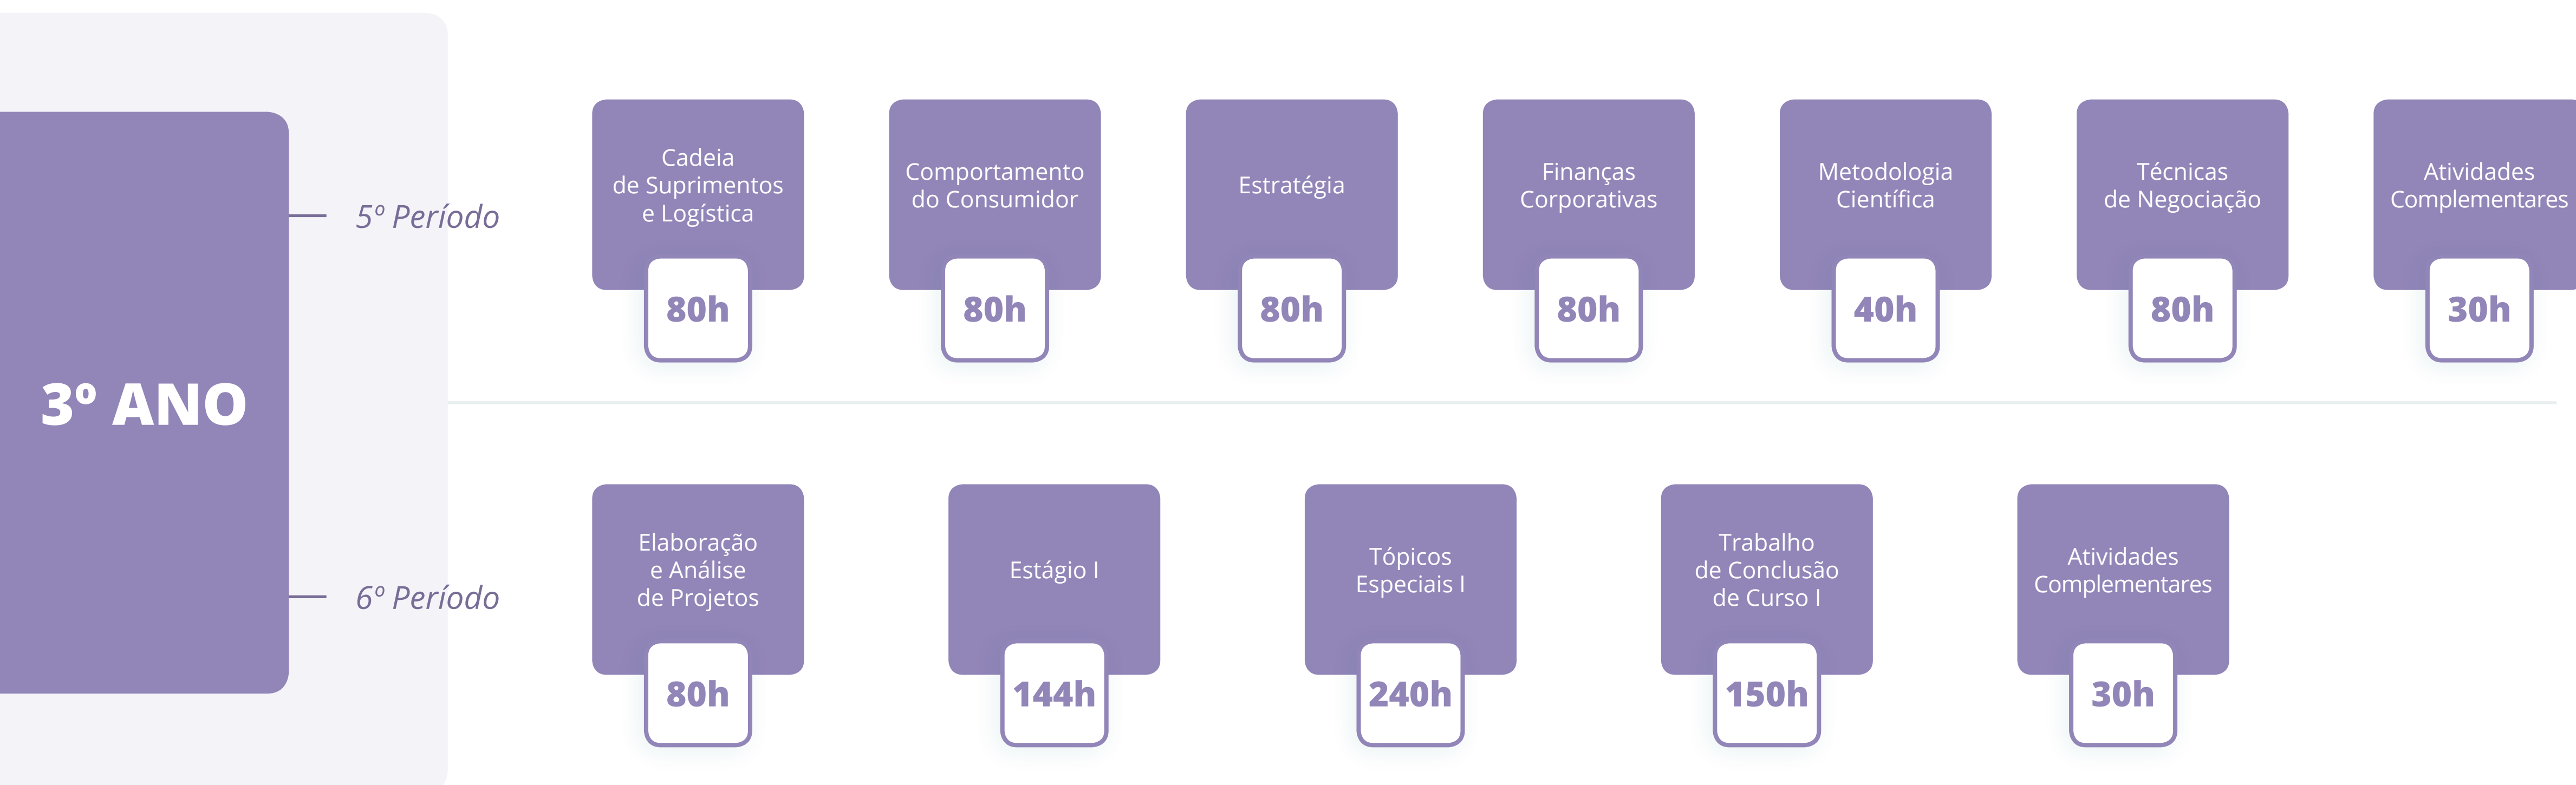 3º ANO
5º Período
Cadeia
de Suprimentos
e Logística
80h
Comportamento
do Consumidor
80h
Estratégia
80h
Finanças
Corporativas
80h
Metodologia
Científica
40h
Técnicas
de Negociação
80h
Atividades
Complementares
30h
6º Período
Elaboração
e Análise
de Projetos
80h
Estágio I
144h
Tópicos
Especiais I
240h
Trabalho
de Conclusão
de Curso I
150h
Atividades
Complementares
30h